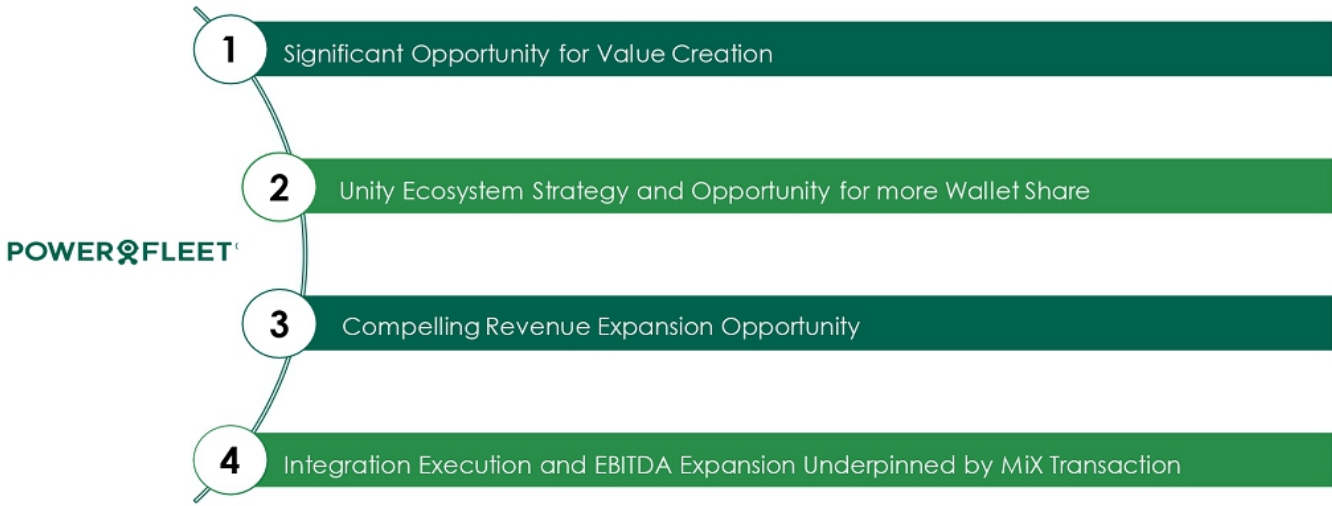 1
Significant Opportunity for Value Creation
2
Unity Ecosystem Strategy and Opportunity for more Wallet Share
POWERFLEET
3
Compelling Revenue Expansion Opportunity
4
Integration Execution and EBITDA Expansion Underpinned by MiX Transaction